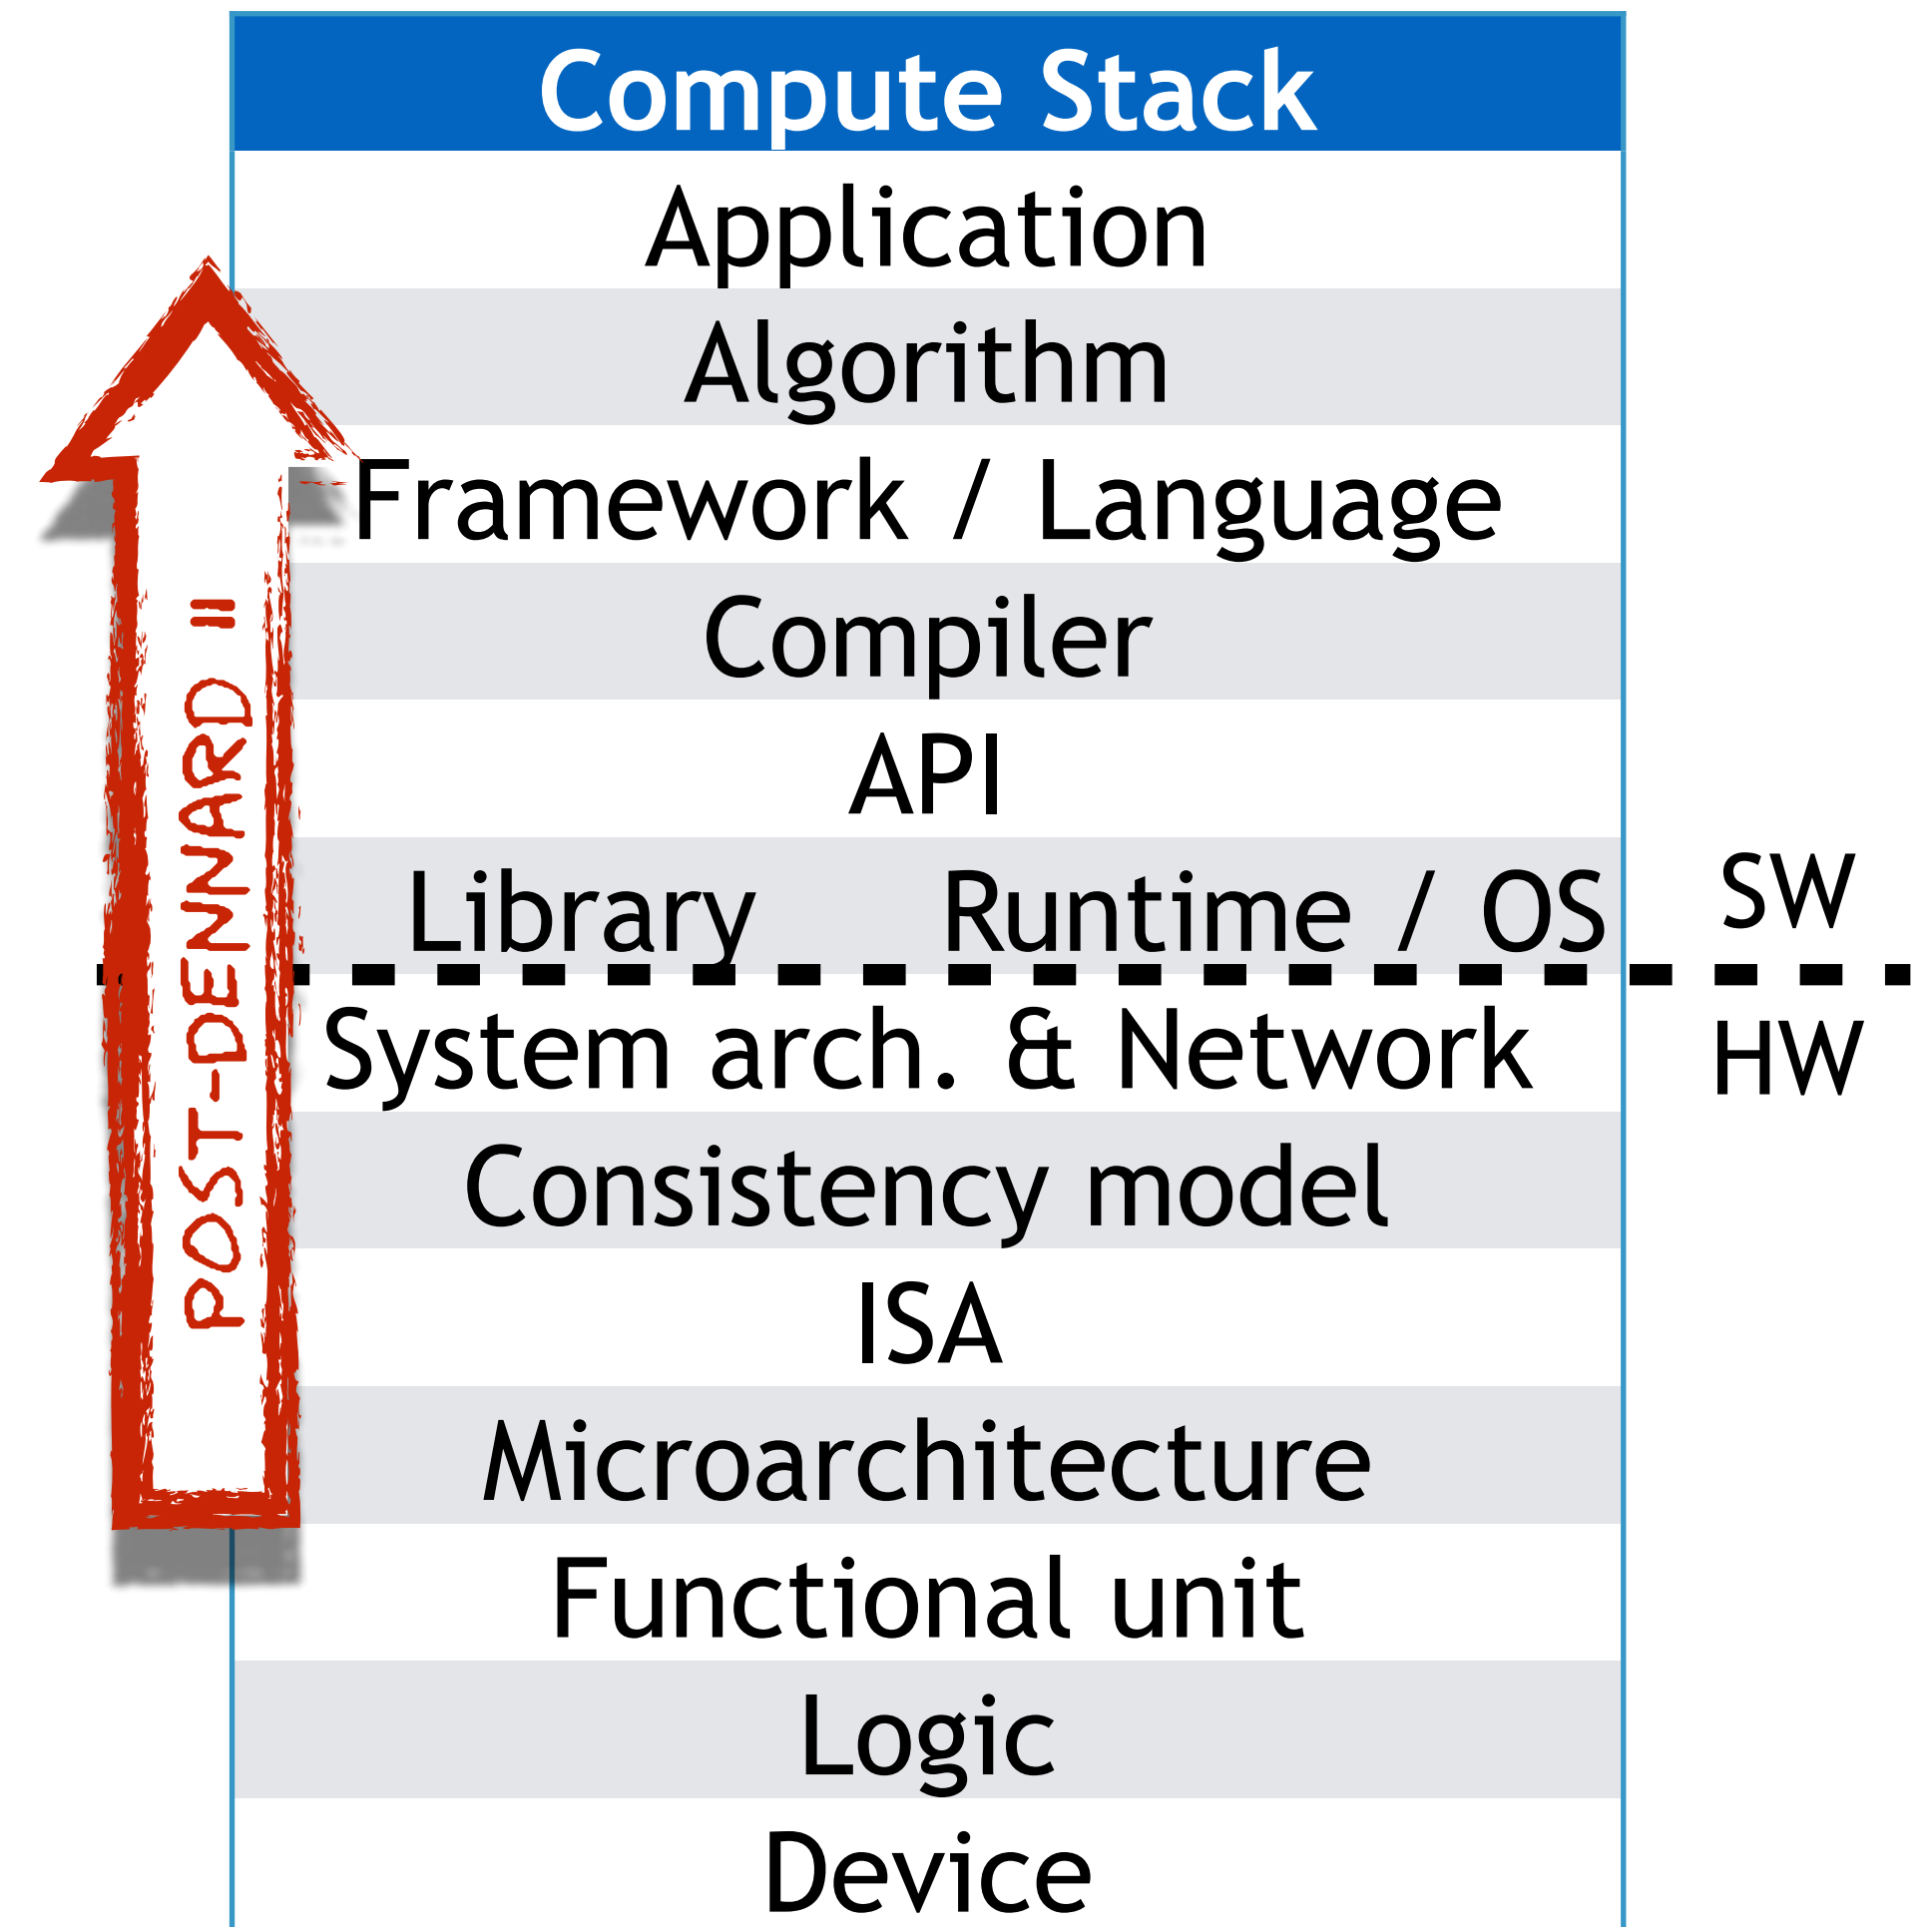 Compute Stack
Application
Algorithm
Framework / Language
Compiler
API
Library Runtime / OS
SW
System arch. & Network
HW
Consistency model
ISA
Microarchitecture
Functional unit
Logic
Device
POST-DENNARD II